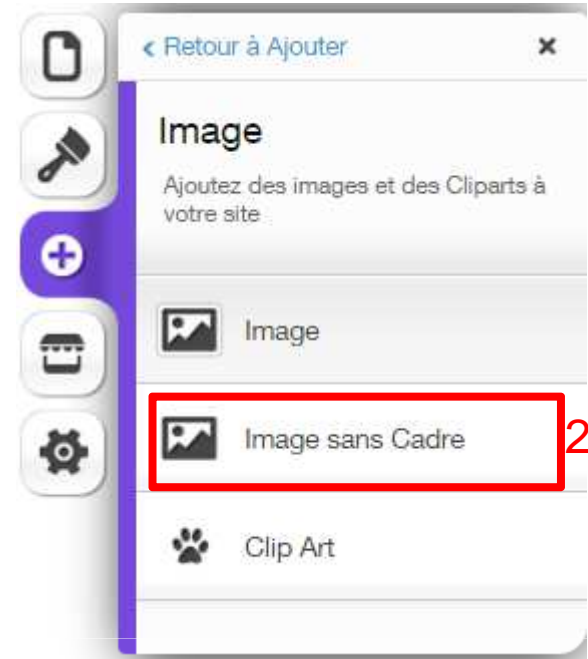 Retour à Ajouter
Image
Ajoutez des images et des Cliparts à
votre site
Image
Image sans Cadre
2
Clip Art